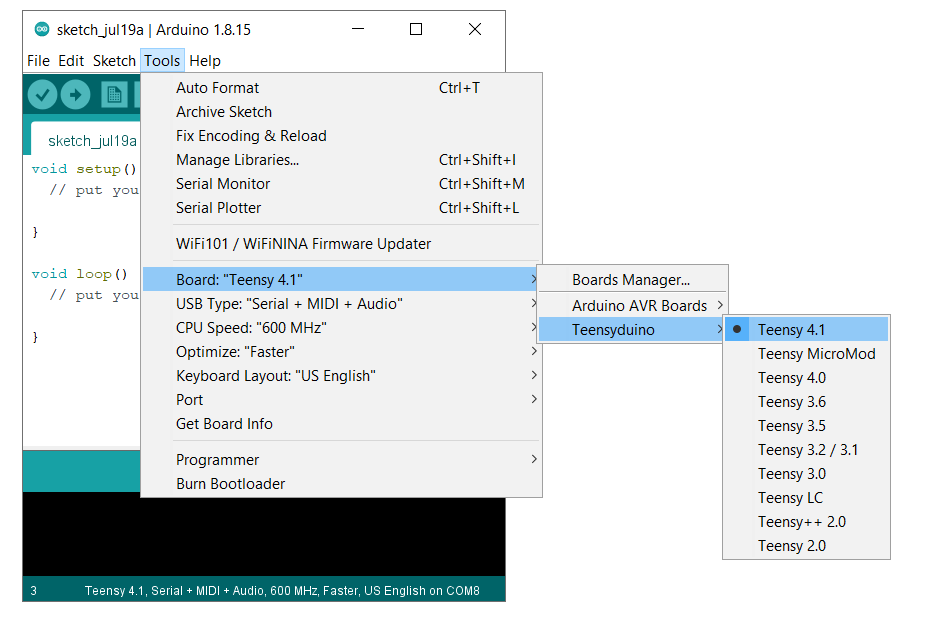 sketch_jul19a | Arduino 1.8.15
File Edit Sketch Tools Help
Auto Format Ctrl+T
Archive Sketch
Fix Encoding & Reload
Manage Libraries... Ctrl+Shift+I
Serial Monitor Ctrl+Shift+M
Serial Plotter Ctrl+Shift+L
WiFi101 / WiFiNINA Firmware Updater
Board: "Teensy 4.1"
USB Type: "Serial + MIDI + Audio"
CPU Speed: "600 MHz"
Optimize: "Faster"
Keyboard Layout: "US English"
Port
Get Board Info
Programmer
Burn Bootloader
Boards Manager...
Arduino AVR Boards
Teensyduino
Teensy 4.1
Teensy MicroMod
Teensy 4.0
Teensy 3.6
Teensy 3.5
Teensy 3.2 / 3.1
Teensy 3.0
Teensy LC
Teensy++ 2.0
Teensy 2.0
sketch_jul19a
void setup()
// put you
}
void loop()
// put you
}
3 Teensy 4.1, Serial + MIDI + Audio, 600 MHz, Faster, US English on COM8